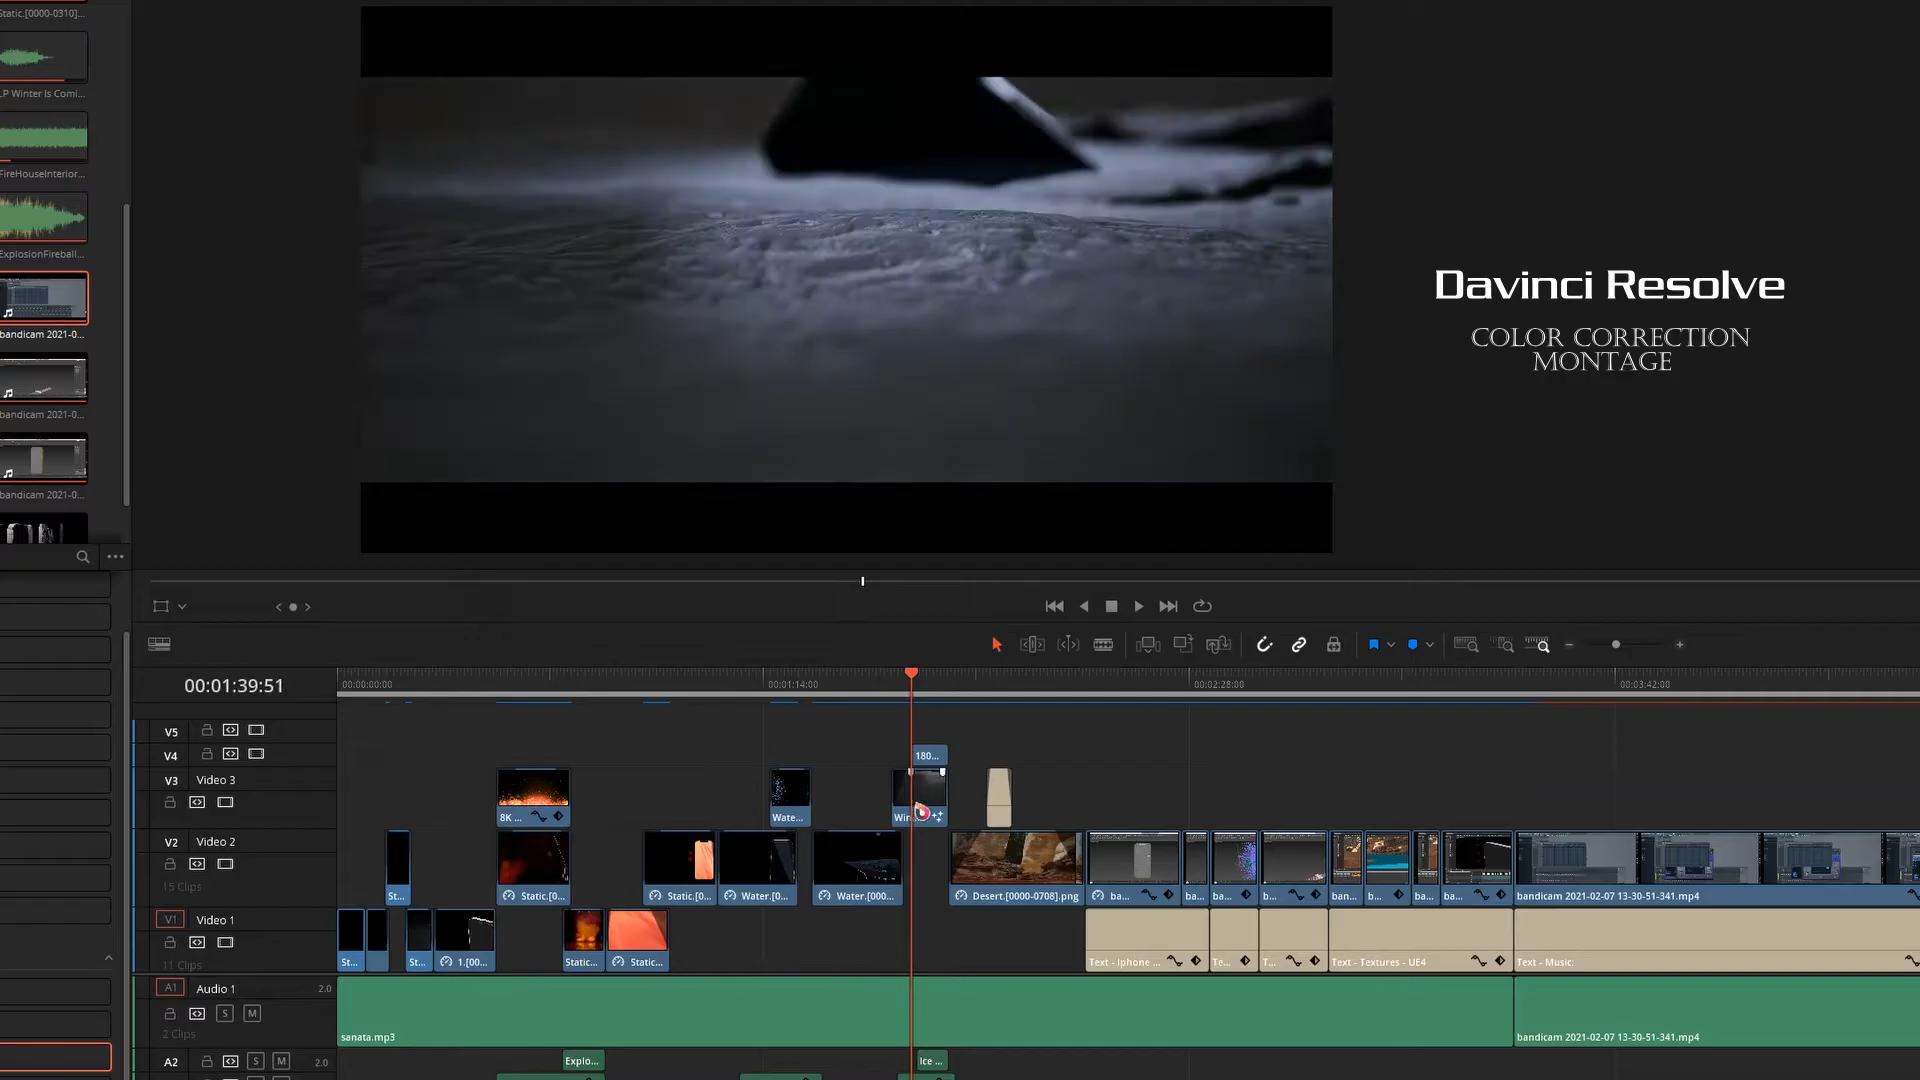 Static.[0000-0310]...
LP Winter Is Comi...
FireHouseInterior...
ExplosionFireball...
bandicam 2021-0...
bandicam 2021-0...
bandicam 2021-0...
Davinci Resolve
COLOR CORRECTION
MONTAGE
00:01:39:51
00:00:00:00
00:01:14:00
00:02:28:00
00:03:42:00
V5
V4
180...
V3 Video 3
8K ...
Wate...
V2 Video 2
15 Clips
St...
Static.[0...
Static.[0...
Water.[0...
Water.[000...
Desert.[0000-0708].png
ba...
ba...
ba...
b...
ban...
b...
ba...
ba...
bandicam 2021-02-07 13-30-51-341.mp4
V1 Video 1
11 Clips
St...
St...
1.[00...
Static...
Static...
Text - Iphone ...
Te...
T...
Text - Textures - UE4
Text - Music:
A1 Audio 1 2.0
S M
2 Clips
sanata.mp3
bandicam 2021-02-07 13-30-51-341.mp4
A2 S M 2.0
Explo...
Ice ...